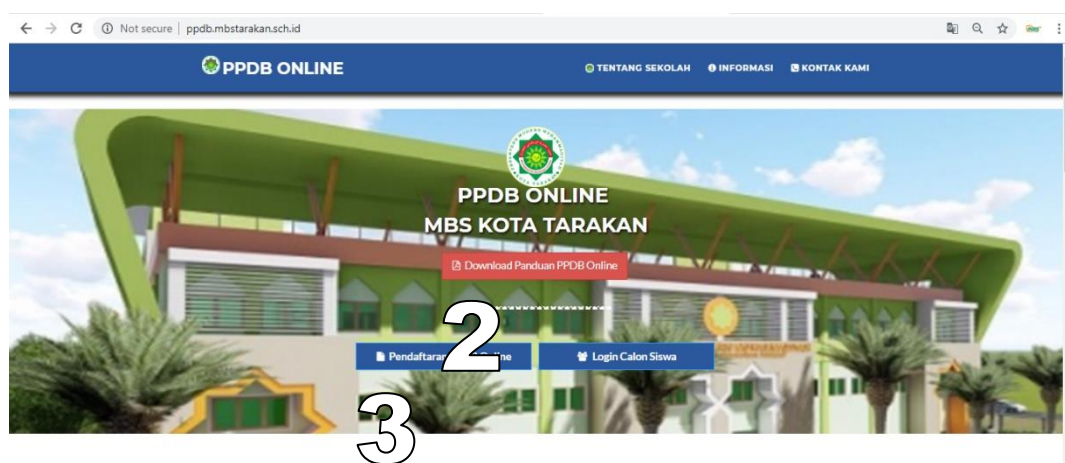 Not secure | ppdb.mbstarakan.sch.id
PPDB ONLINE
TENTANG SEKOLAH INFORMASI KONTAK KAMI
PPDB ONLINE
MBS KOTA TARAKAN
Download Panduan PPDB Online
2
Pendaftaran Online
Login Calon Siswa
3